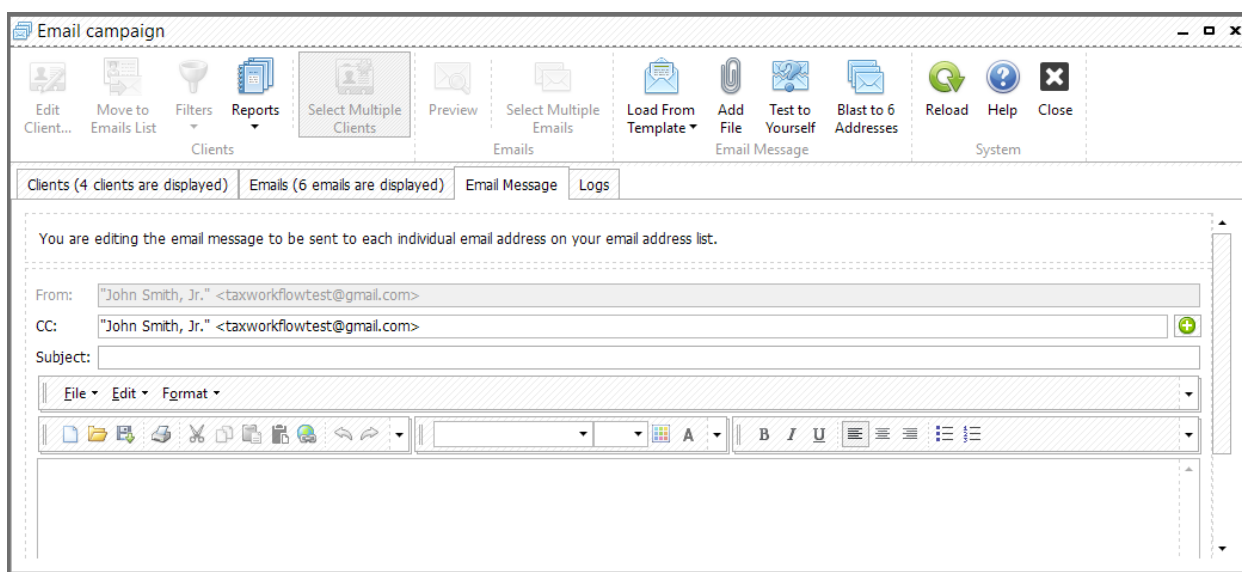 Email campaign
Edit Client... Move to Emails List Filters Reports Select Multiple Clients Preview Select Multiple Emails Load From Template Add File Test to Yourself Blast to 6 Addresses Reload Help Close
Clients Emails Email Message System
Clients (4 clients are displayed) Emails (6 emails are displayed) Email Message Logs
You are editing the email message to be sent to each individual email address on your email address list.
From: "John Smith, Jr." <taxworkflowtest@gmail.com>
CC: "John Smith, Jr." <taxworkflowtest@gmail.com>
Subject:
File Edit Format
A B I U